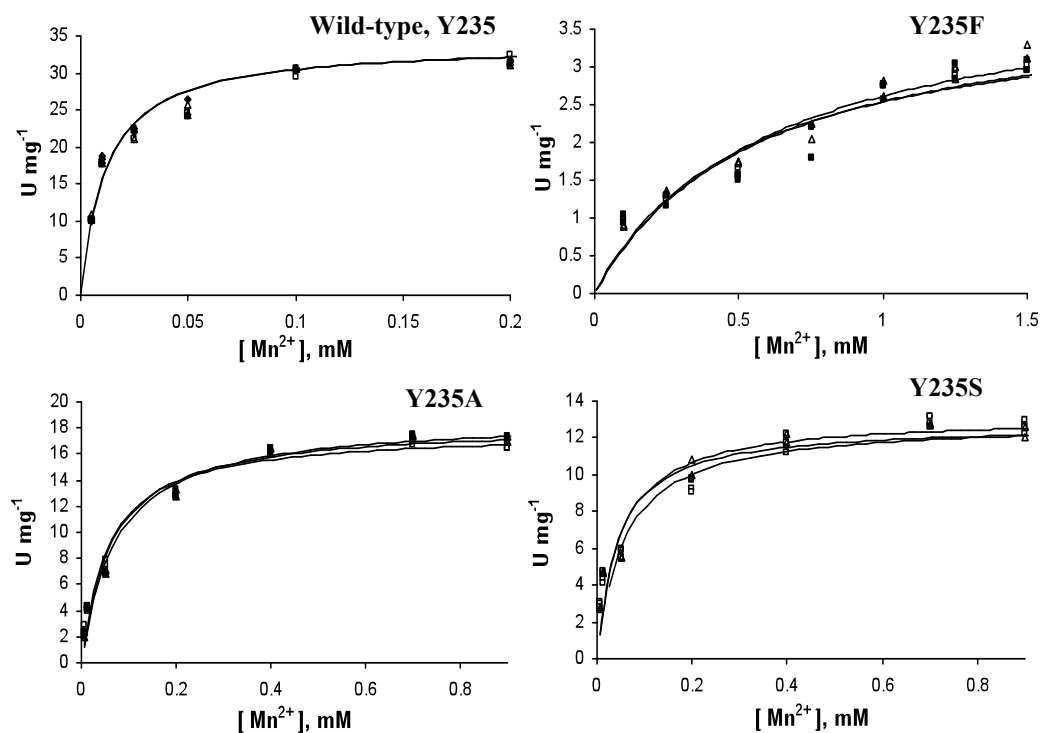 Wild-type, Y235
U mg⁻¹
35
30
25
20
15
10
5
0
0 0.05 0.1 0.15 0.2
[ Mn²⁺], mM
Y235F
U mg⁻¹
3.5
3
2.5
2
1.5
1
0.5
0
0 0.5 1 1.5
[ Mn²⁺], mM
Y235A
U mg⁻¹
20
18
16
14
12
10
8
6
4
2
0
0 0.2 0.4 0.6 0.8
[ Mn²⁺], mM
Y235S
U mg⁻¹
14
12
10
8
6
4
2
0
0 0.2 0.4 0.6 0.8
[ Mn²⁺], mM